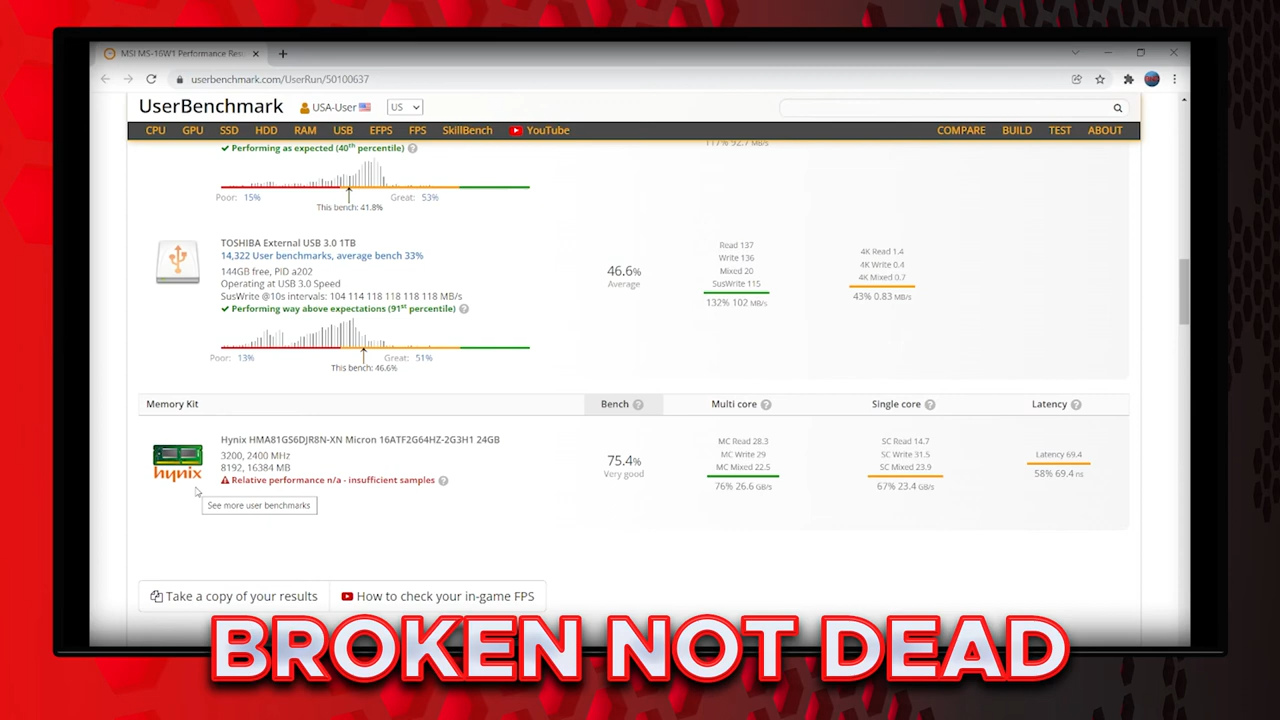 MSI MS-16W1 Performance Res
userbenchmark.com/UserRun/50100637
UserBenchmark USA-User US
CPU GPU SSD HDD RAM USB EFPS FPS SkillBench YouTube COMPARE BUILD TEST ABOUT
117% 92.7 MB/s
Performing as expected (40th percentile)
Poor: 15% Great: 53%
This bench: 41.8%
TOSHIBA External USB 3.0 1TB
14,322 User benchmarks, average bench 33%
144GB free, PID a202
Operating at USB 3.0 Speed
SusWrite @10s intervals: 104 114 118 118 118 118 MB/s
Performing way above expectations (91st percentile)
Poor: 13% Great: 51%
This bench: 46.6%
46.6%
Average
Read 137
Write 136
Mixed 20
SusWrite 115
132% 102 MB/s
4K Read 1.4
4K Write 0.4
4K Mixed 0.7
43% 0.83 MB/s
Memory Kit Bench Multi core Single core Latency
hynix
Hynix HMA81GS6DJR8N-XN Micron 16ATF2G64HZ-2G3H1 24GB
3200, 2400 MHz
8192, 16384 MB
Relative performance n/a - insufficient samples
See more user benchmarks
75.4%
Very good
MC Read 28.3
MC Write 29
MC Mixed 22.5
76% 26.6 GB/s
SC Read 14.7
SC Write 31.5
SC Mixed 23.9
67% 23.4 GB/s
Latency 69.4
58% 69.4 ns
Take a copy of your results How to check your in-game FPS
BROKEN NOT DEAD